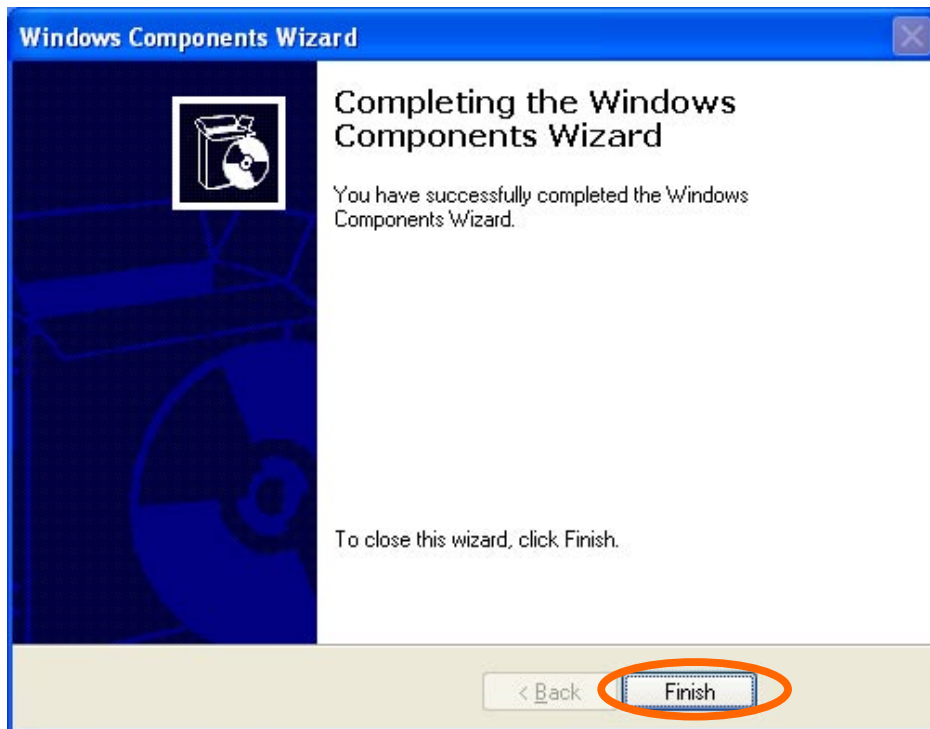 Windows Components Wizard
Completing the Windows
Components Wizard
You have successfully completed the Windows
Components Wizard.
To close this wizard, click Finish.
< Back
Finish